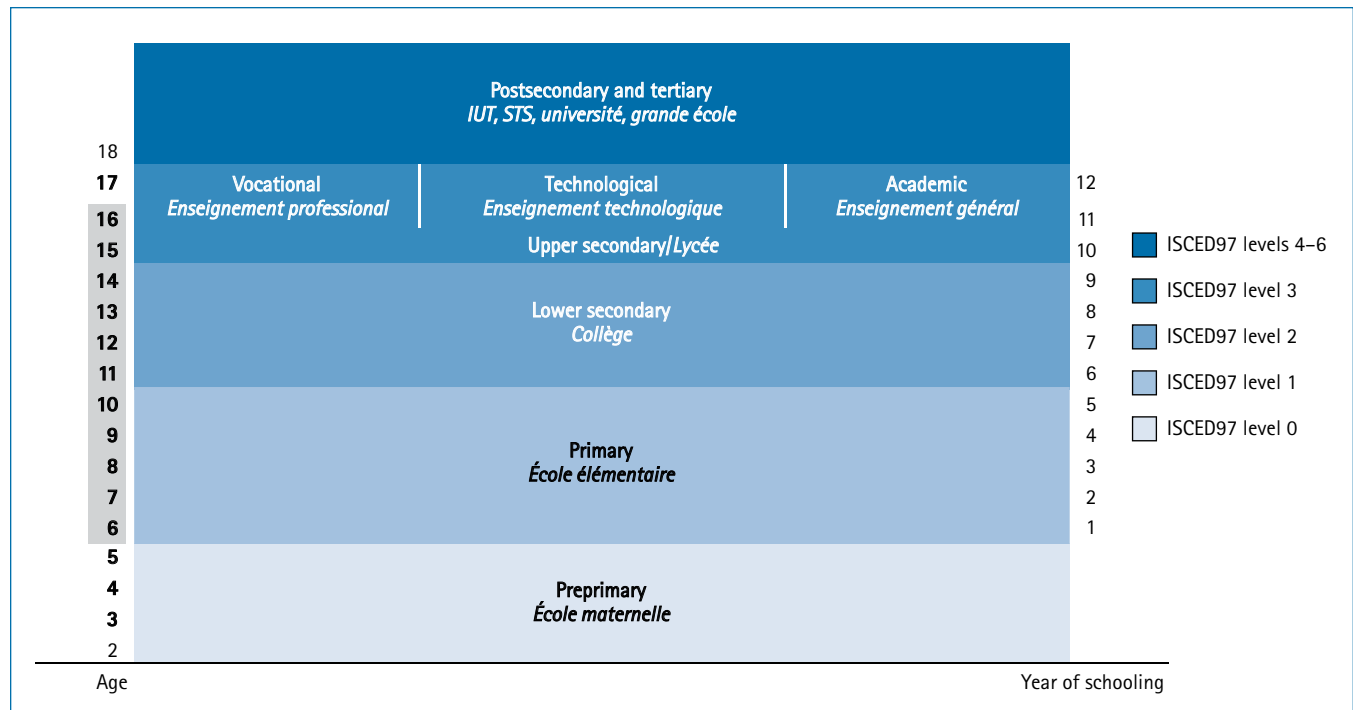 Postsecondary and tertiary
IUT, STS, université, grande école
18
17 Vocational Technological Academic 12
Enseignement professional Enseignement technologique Enseignement général
16 11
15 Upper secondary/Lycée 10
ISCED97 levels 4–6
14 9
ISCED97 level 3
13 Lower secondary 8
Collège
12 7
ISCED97 level 2
11 6
ISCED97 level 1
10 5
9 4
ISCED97 level 0
Primary
8 École élémentaire 3
7 2
6 1
5
4 Preprimary
École maternelle
3
2
Age Year of schooling